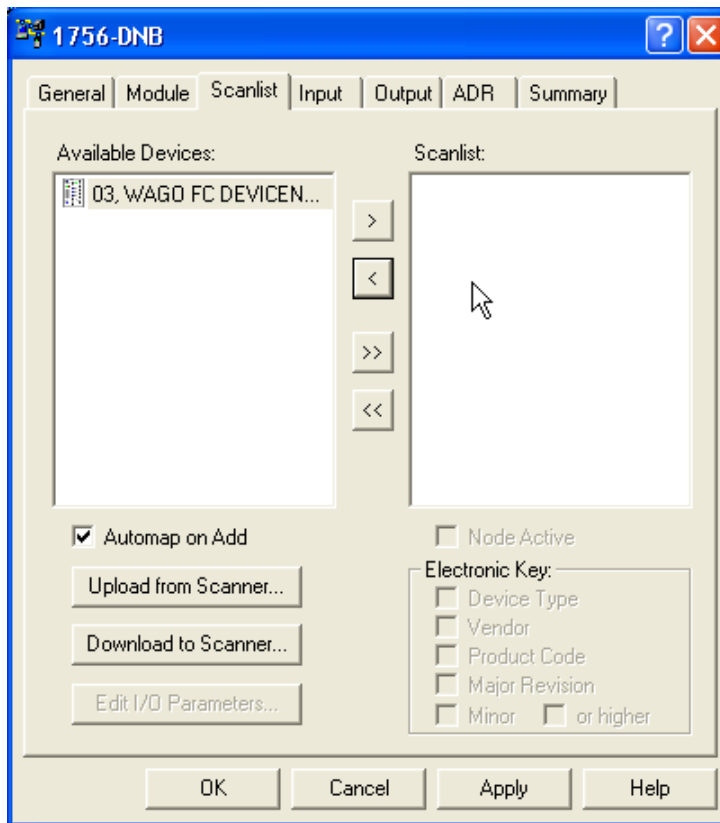 1756-DNB
General Module Scanlist Input Output ADR Summary
Available Devices: Scanlist:
03, WAGO FC DEVICEN...
>
<
>>
<<
Automap on Add Node Active
Upload from Scanner... Electronic Key:
Device Type
Vendor
Download to Scanner... Product Code
Major Revision
Edit I/O Parameters... Minor or higher
OK Cancel Apply Help